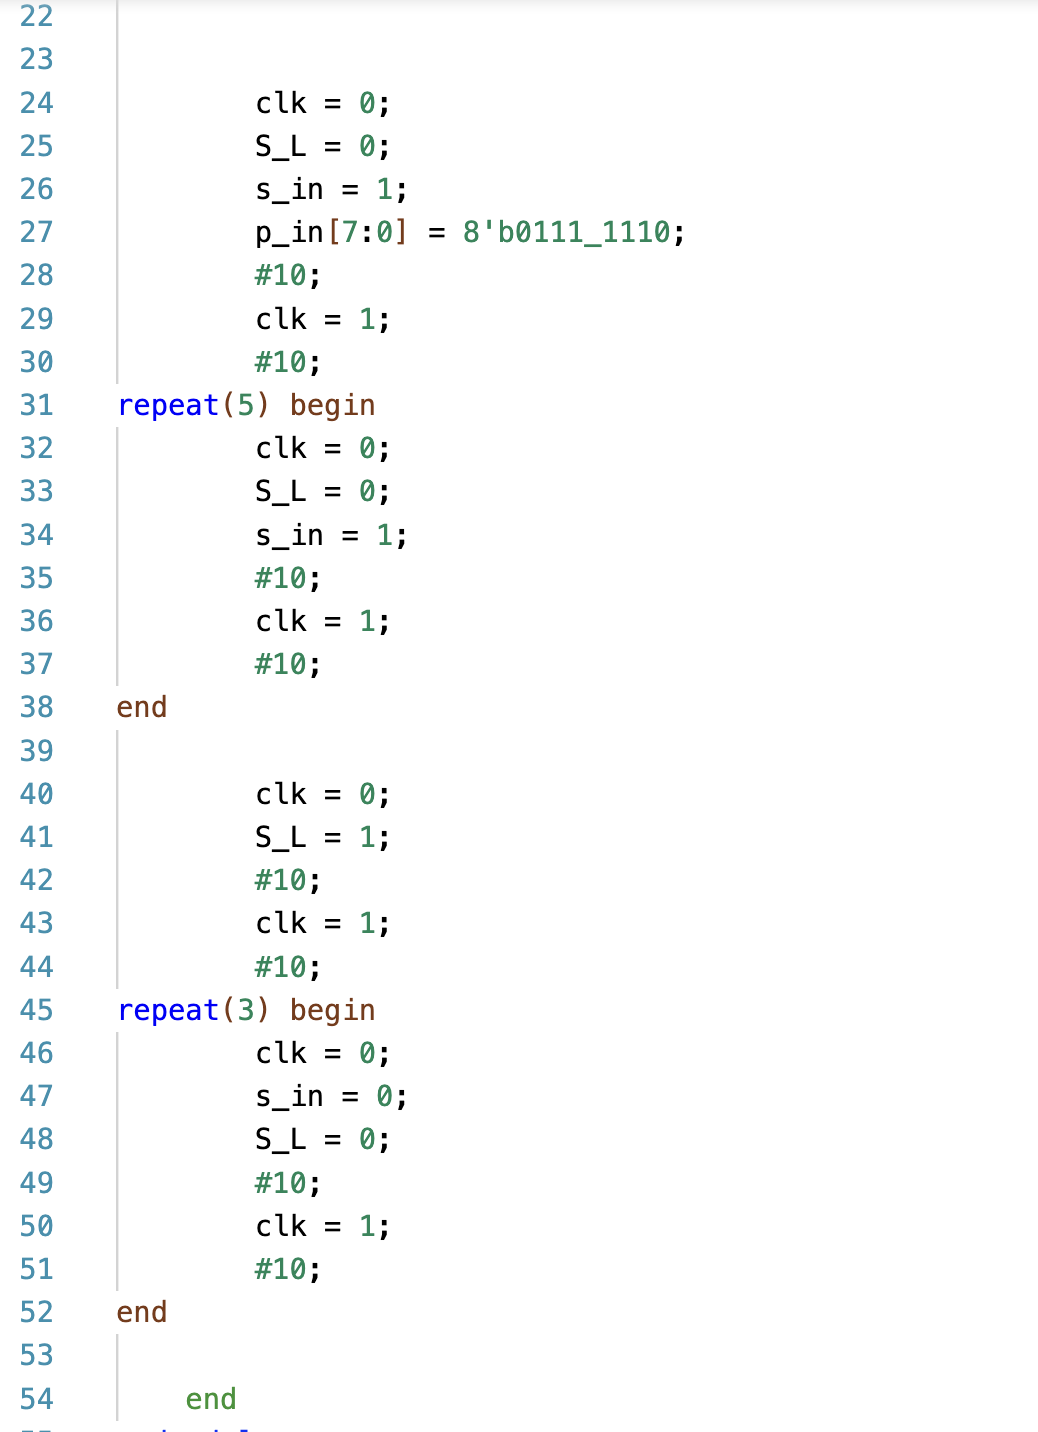 22
23
24 clk = 0;
25 S_L = 0;
26 s_in = 1;
27 p_in[7:0] = 8'b0111_1110;
28 #10;
29 clk = 1;
30 #10;
31 repeat(5) begin
32 clk = 0;
33 S_L = 0;
34 s_in = 1;
35 #10;
36 clk = 1;
37 #10;
38 end
39
40 clk = 0;
41 S_L = 1;
42 #10;
43 clk = 1;
44 #10;
45 repeat(3) begin
46 clk = 0;
47 s_in = 0;
48 S_L = 0;
49 #10;
50 clk = 1;
51 #10;
52 end
53
54 end